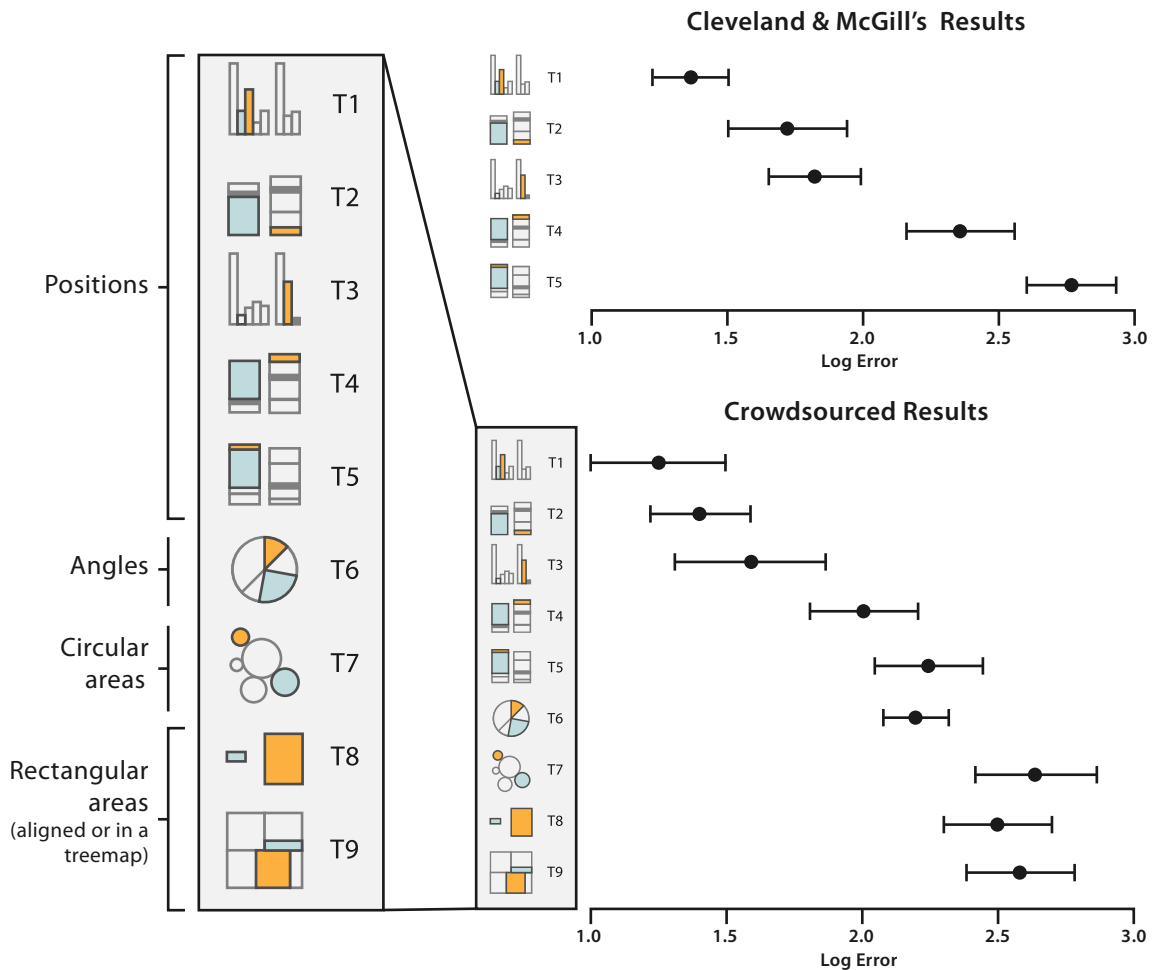 Cleveland & McGill's Results
T1
T2
T3
T4
T5
1.0 1.5 2.0 2.5 3.0
Log Error
Positions
Angles
Circular
areas
Rectangular
areas
(aligned or in a
treemap)
T1
T2
T3
T4
T5
T6
T7
T8
T9
Crowdsourced Results
T1
T2
T3
T4
T5
T6
T7
T8
T9
1.0 1.5 2.0 2.5 3.0
Log Error